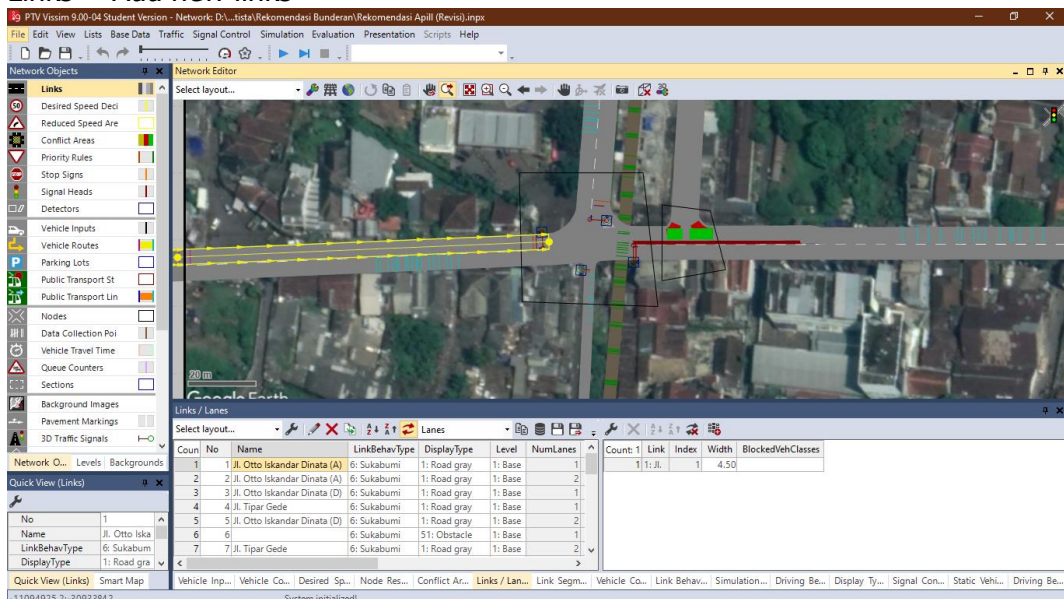 Links – Add New links
PTV Vissim 9.00-04 Student Version - Network: D:\...tista\Rekomendasi Bunderan\Rekomendasi Apill (Revisi).inpx
File Edit View Lists Base Data Traffic Signal Control Simulation Evaluation Presentation Scripts Help
Network Objects
Network Editor
Select layout...
Links
Desired Speed Deci
Reduced Speed Are
Conflict Areas
Priority Rules
Stop Signs
Signal Heads
Detectors
Vehicle Inputs
Vehicle Routes
Parking Lots
Public Transport St
Public Transport Lin
Nodes
Data Collection Poi
Vehicle Travel Time
Queue Counters
Sections
Background Images
Pavement Markings
3D Traffic Signals
Network O... Levels Backgrounds
20 m
Google Earth
Quick View (Links)
No 1
Name Jl. Otto Iska
LinkBehavType 6: Sukabum
DisplayType 1: Road gra
Quick View (Links) Smart Map
Links / Lanes
Select layout... Lanes
Coun No Name LinkBehavType DisplayType Level NumLanes
1 1 Jl. Otto Iskandar Dinata (A) 6: Sukabumi 1: Road gray 1: Base 1
2 2 Jl. Otto Iskandar Dinata (A) 6: Sukabumi 1: Road gray 1: Base 2
3 3 Jl. Otto Iskandar Dinata (D) 6: Sukabumi 1: Road gray 1: Base 1
4 4 Jl. Tipar Gede 6: Sukabumi 1: Road gray 1: Base 1
5 5 Jl. Otto Iskandar Dinata (D) 6: Sukabumi 1: Road gray 1: Base 2
6 6 6: Sukabumi 51: Obstacle 1: Base 1
7 7 Jl. Tipar Gede 6: Sukabumi 1: Road gray 1: Base 2
Count: 1 Link Index Width BlockedVehClasses
1 1: Jl. 1 4.50
Vehicle Inp... Vehicle Co... Desired Sp... Node Res... Conflict Ar... Links / Lan... Link Segm... Vehicle Co... Link Behav... Simulation... Driving Be... Display Ty... Signal Con... Static Vehi... Driving Be...
System initialized!